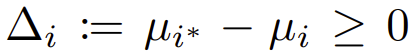 Δ_i := μ_{i*} − μ_i ≥ 0